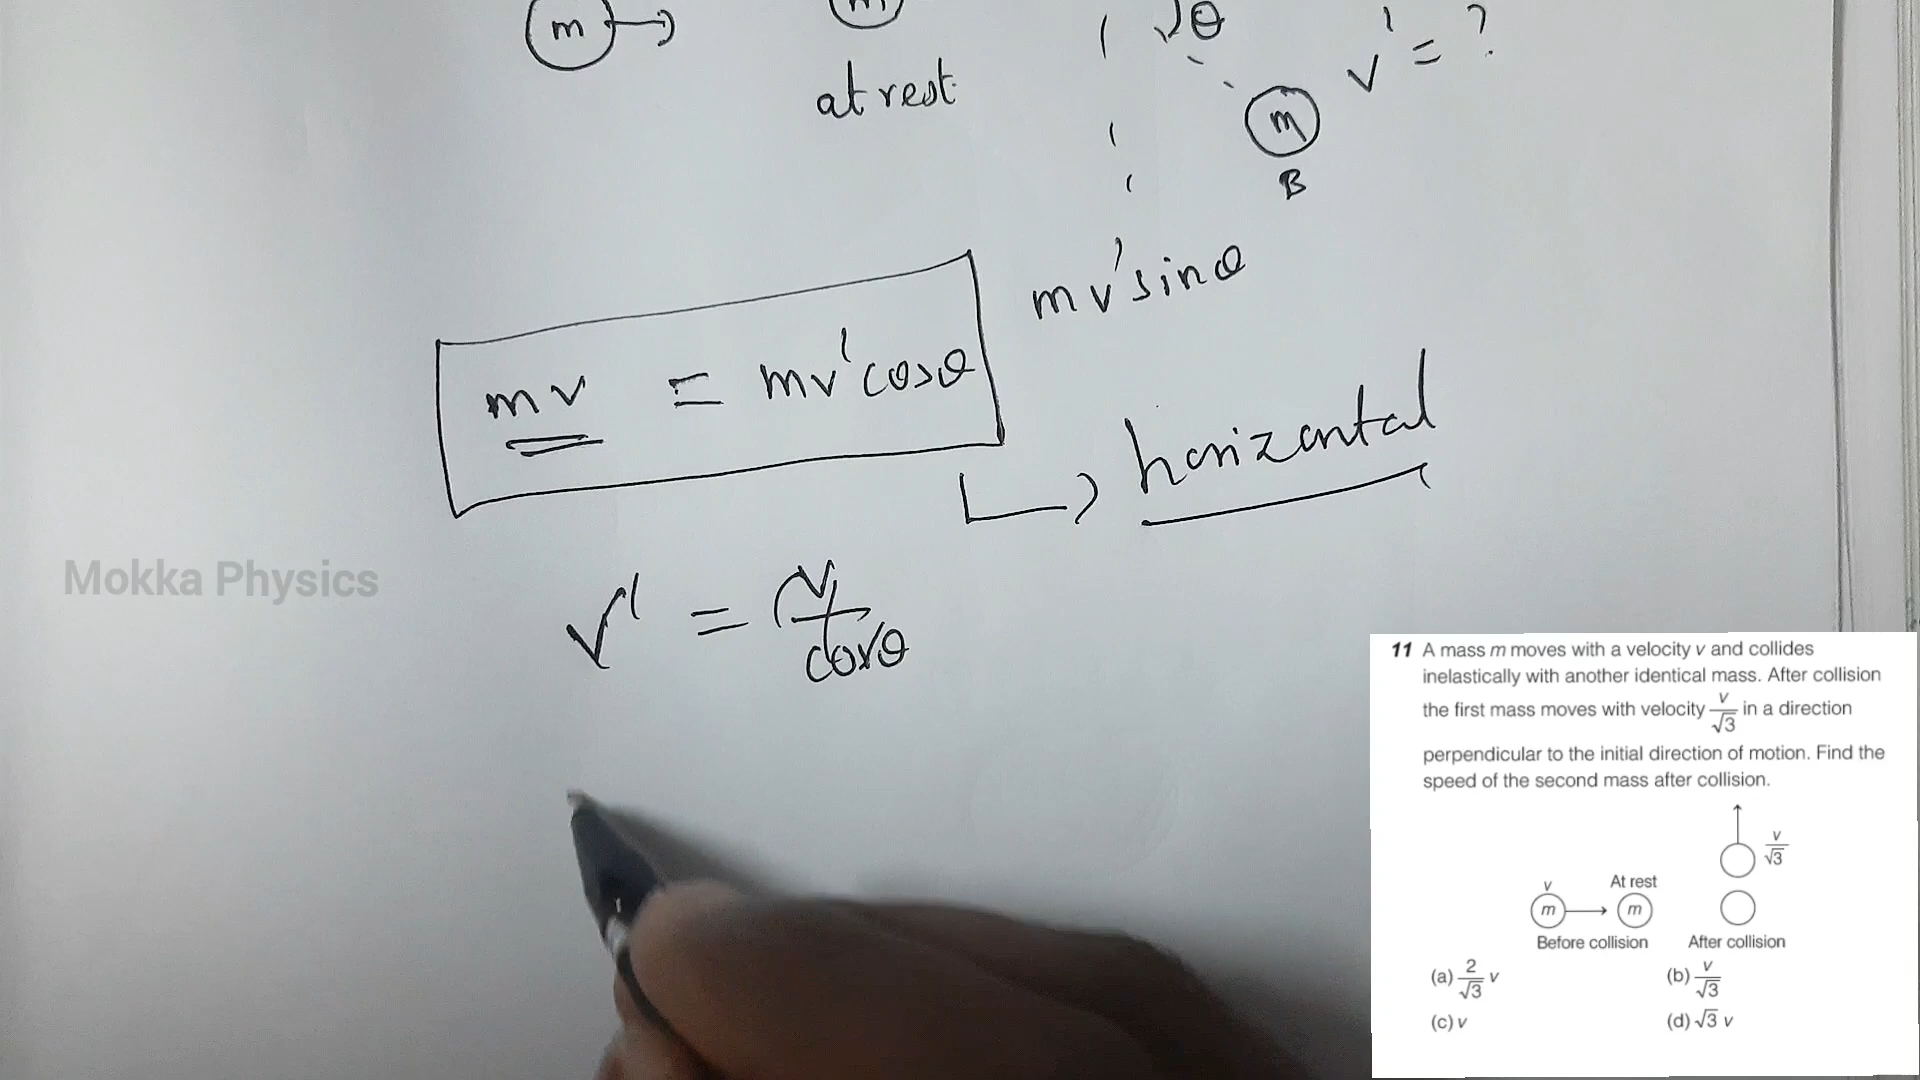 m
m
θ
v' = ?
at rest
m
B
mv' sinθ
mv = mv' cosθ
horizontal
v' = v/cosθ
Mokka Physics
11 A mass m moves with a velocity v and collides
inelastically with another identical mass. After collision
the first mass moves with velocity v/√3 in a direction
perpendicular to the initial direction of motion. Find the
speed of the second mass after collision.
v/√3
v
At rest
m m
Before collision After collision
(a) 2/√3 v (b) v/√3
(c) v (d) √3 v